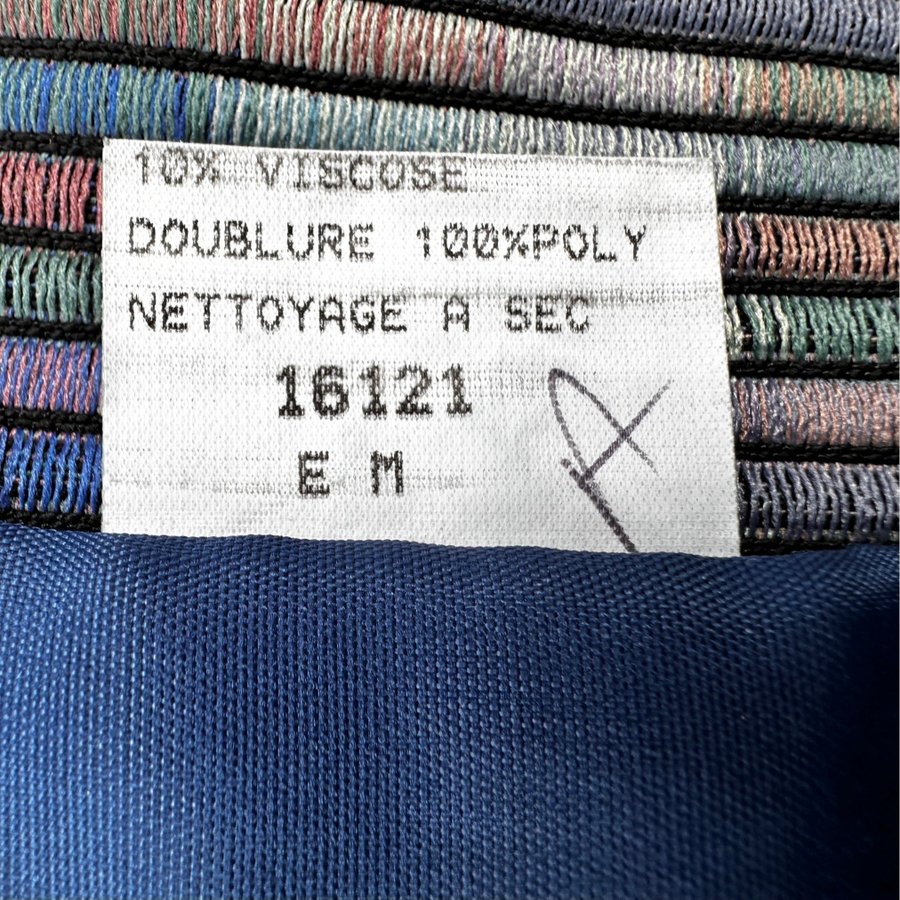 10% VISCOSE
DOUBLURE 100%POLY
NETTOYAGE A SEC
16121
E M